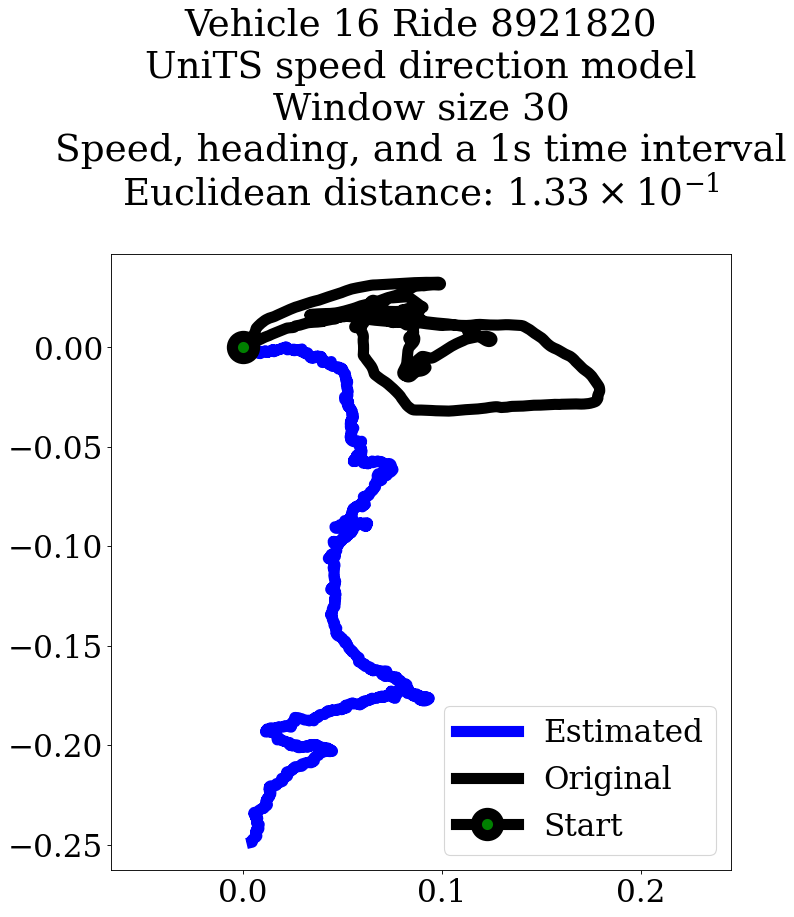 Vehicle 16 Ride 8921820
UniTS speed direction model
Window size 30
Speed, heading, and a 1s time interval
Euclidean distance: 1.33 × 10⁻¹
0.00
−0.05
−0.10
−0.15
−0.20
−0.25
0.0
0.1
0.2
Estimated
Original
Start